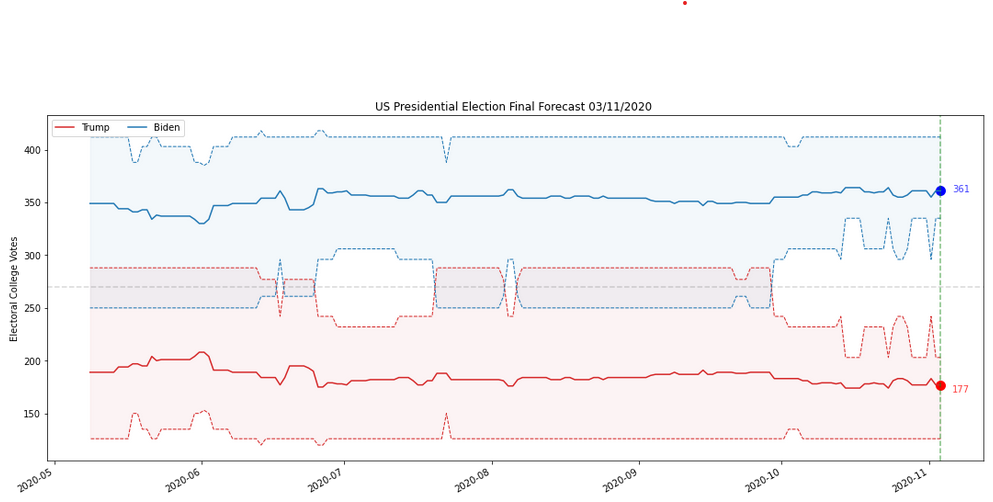 US Presidential Election Final Forecast 03/11/2020
Trump Biden
Electoral College Votes
400
350
300
250
200
150
361
177
2020-05 2020-06 2020-07 2020-08 2020-09 2020-10 2020-11